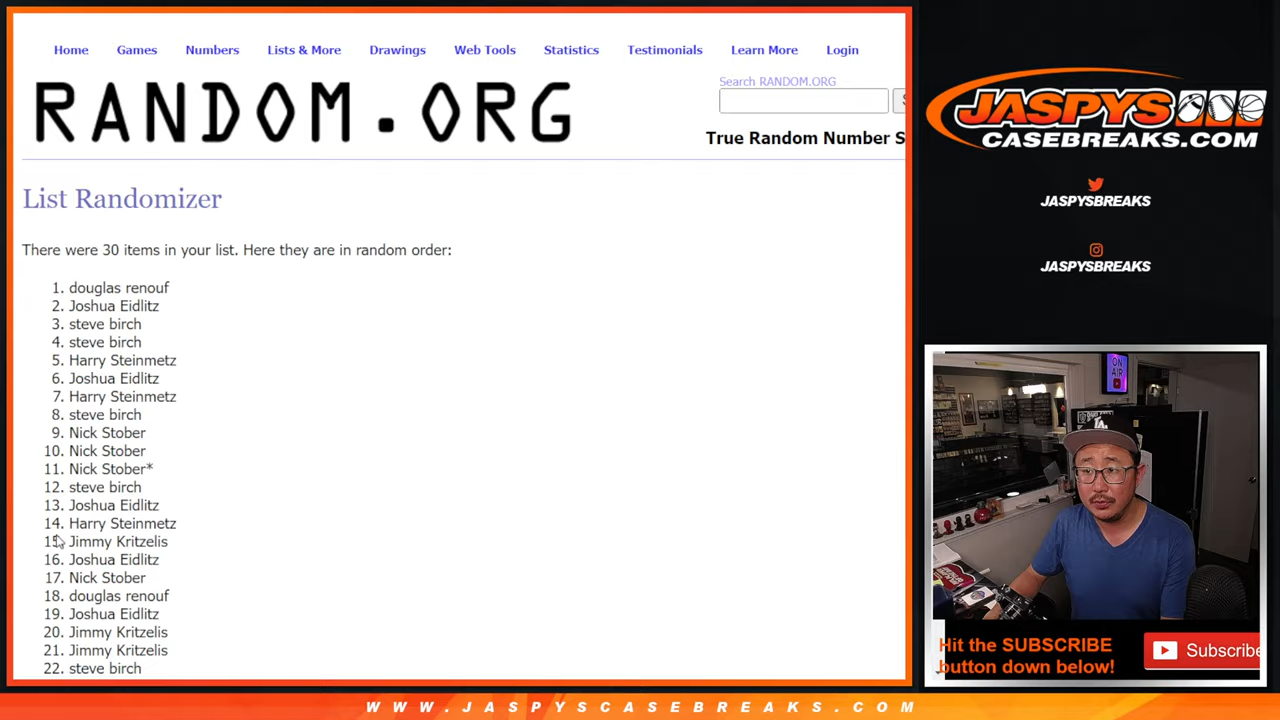 Home Games Numbers Lists & More Drawings Web Tools Statistics Testimonials Learn More Login
RANDOM.ORG
Search RANDOM.ORG
True Random Number S
List Randomizer
There were 30 items in your list. Here they are in random order:
1. douglas renouf
2. Joshua Eidlitz
3. steve birch
4. steve birch
5. Harry Steinmetz
6. Joshua Eidlitz
7. Harry Steinmetz
8. steve birch
9. Nick Stober
10. Nick Stober
11. Nick Stober*
12. steve birch
13. Joshua Eidlitz
14. Harry Steinmetz
15. Jimmy Kritzelis
16. Joshua Eidlitz
17. Nick Stober
18. douglas renouf
19. Joshua Eidlitz
20. Jimmy Kritzelis
21. Jimmy Kritzelis
22. steve birch
JASPYS
CASEBREAKS.COM
JASPYSBREAKS
JASPYSBREAKS
ON
AIR
LA
Hit the SUBSCRIBE
button down below!
Subscribe
WWW.JASPYSCASEBREAKS.COM